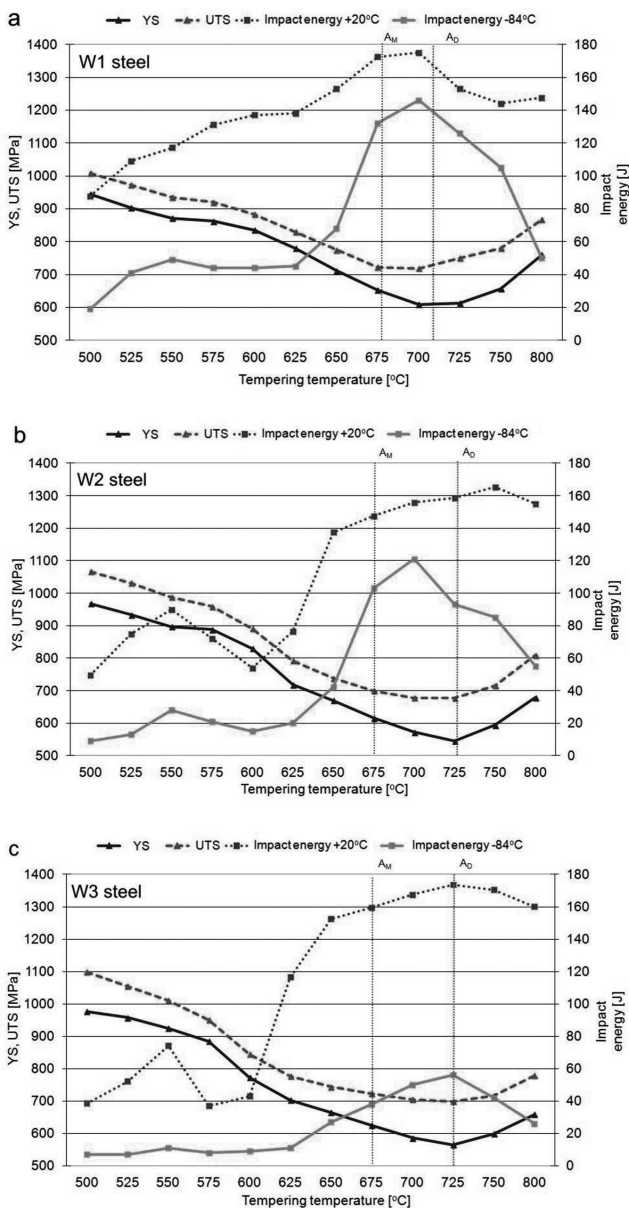 a
YS UTS Impact energy +20°C Impact energy -84°C
W1 steel
A_M A_D
1400 180
1300 160
1200 140
1100 120
1000 100
900 80
800 60
700 40
600 20
500 0
YS, UTS [MPa]
Impact
energy [J]
500 525 550 575 600 625 650 675 700 725 750 800
Tempering temperature [°C]
b
YS UTS Impact energy +20°C Impact energy -84°C
W2 steel
A_M A_D
1400 180
1300 160
1200 140
1100 120
1000 100
900 80
800 60
700 40
600 20
500 0
YS, UTS [MPa]
Impact
energy [J]
500 525 550 575 600 625 650 675 700 725 750 800
Tempering temperature [°C]
c
YS UTS Impact energy +20°C Impact energy -84°C
W3 steel
A_M A_D
1400 180
1300 160
1200 140
1100 120
1000 100
900 80
800 60
700 40
600 20
500 0
YS, UTS [MPa]
Impact
energy [J]
500 525 550 575 600 625 650 675 700 725 750 800
Tempering temperature [°C]